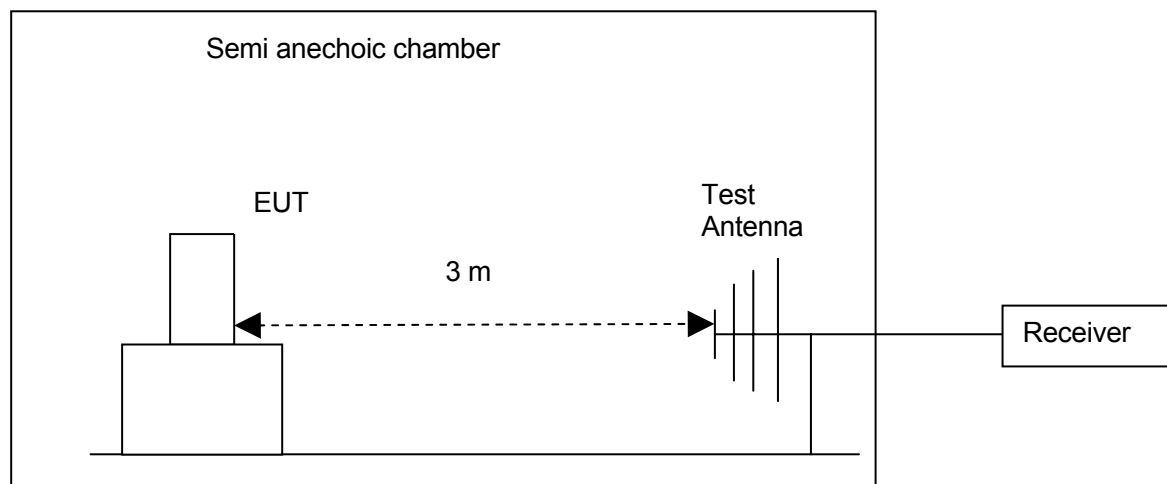 Semi anechoic chamber
EUT
Test
Antenna
3 m
Receiver